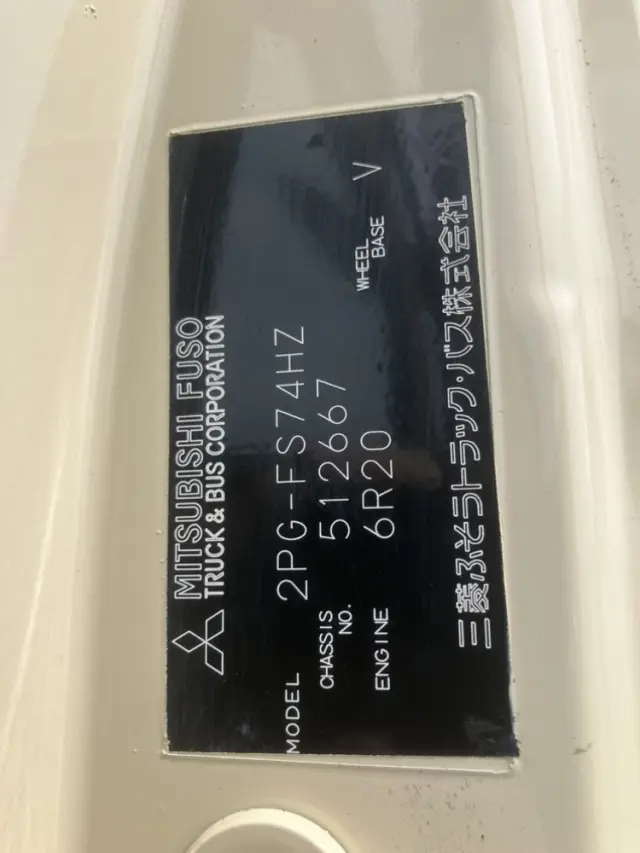 MITSUBISHI FUSO
TRUCK & BUS CORPORATION
MODEL 2PG-FS74HZ
CHASSIS NO. 512667
ENGINE 6R20 WHEEL BASE V
三菱ふそうトラック・バス株式会社